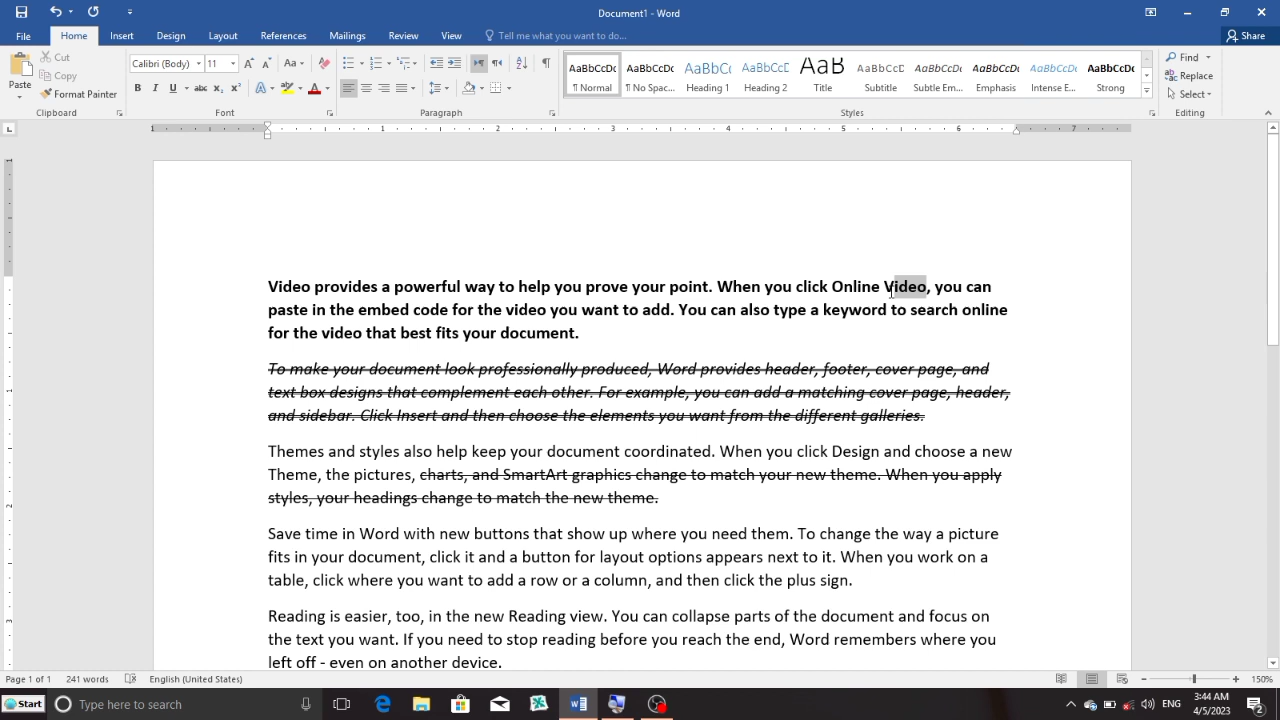 Document1 - Word
File Home Insert Design Layout References Mailings Review View Tell me what you want to do... Share
Paste Cut Copy Format Painter
Calibri (Body) 11
B I U abc X₂ X²
AaBbCcDc AaBbCcDc AaBbCc AaBbCcD AaB AaBbCcD AaBbCcDc AaBbCcDc AaBbCcDc AaBbCcDc
¶ Normal ¶ No Spac... Heading 1 Heading 2 Title Subtitle Subtle Em... Emphasis Intense E... Strong
Find Replace Select
Clipboard Font Paragraph Styles Editing
1 1 2 3 4 5 6 7
Video provides a powerful way to help you prove your point. When you click Online Video, you can
paste in the embed code for the video you want to add. You can also type a keyword to search online
for the video that best fits your document.
To make your document look professionally produced, Word provides header, footer, cover page, and
text box designs that complement each other. For example, you can add a matching cover page, header,
and sidebar. Click Insert and then choose the elements you want from the different galleries.
Themes and styles also help keep your document coordinated. When you click Design and choose a new
Theme, the pictures, charts, and SmartArt graphics change to match your new theme. When you apply
styles, your headings change to match the new theme.
Save time in Word with new buttons that show up where you need them. To change the way a picture
fits in your document, click it and a button for layout options appears next to it. When you work on a
table, click where you want to add a row or a column, and then click the plus sign.
Reading is easier, too, in the new Reading view. You can collapse parts of the document and focus on
the text you want. If you need to stop reading before you reach the end, Word remembers where you
left off - even on another device.
Page 1 of 1 241 words English (United States) 150%
Start Type here to search ENG 3:44 AM
4/5/2023